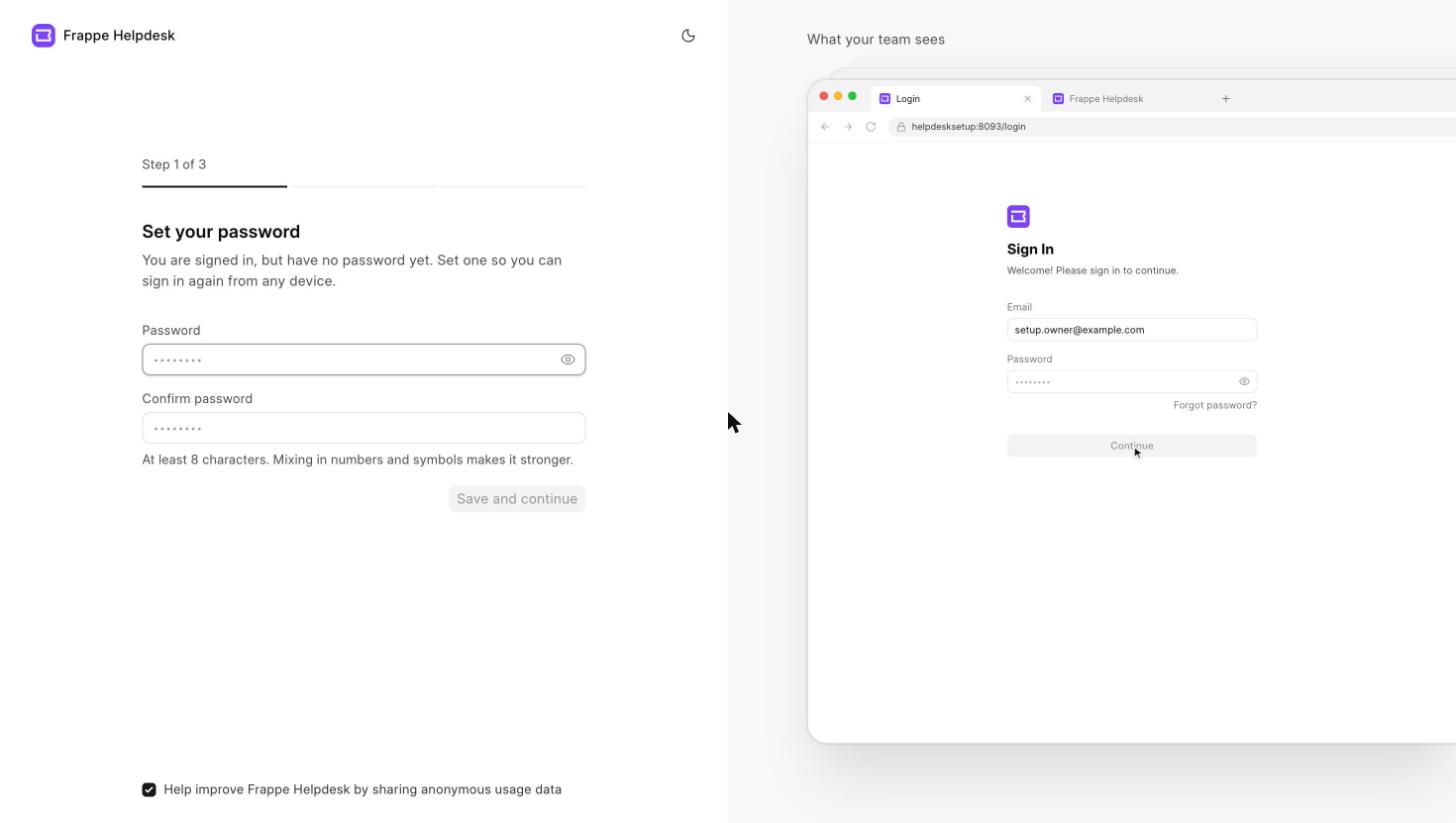 Frappe Helpdesk
Step 1 of 3
Set your password
You are signed in, but have no password yet. Set one so you can
sign in again from any device.
Password
••••••••
Confirm password
••••••••
At least 8 characters. Mixing in numbers and symbols makes it stronger.
Save and continue
Help improve Frappe Helpdesk by sharing anonymous usage data
What your team sees
Login
Frappe Helpdesk
helpdesksetup:8093/login
Sign In
Welcome! Please sign in to continue.
Email
setup.owner@example.com
Password
••••••••
Forgot password?
Continue